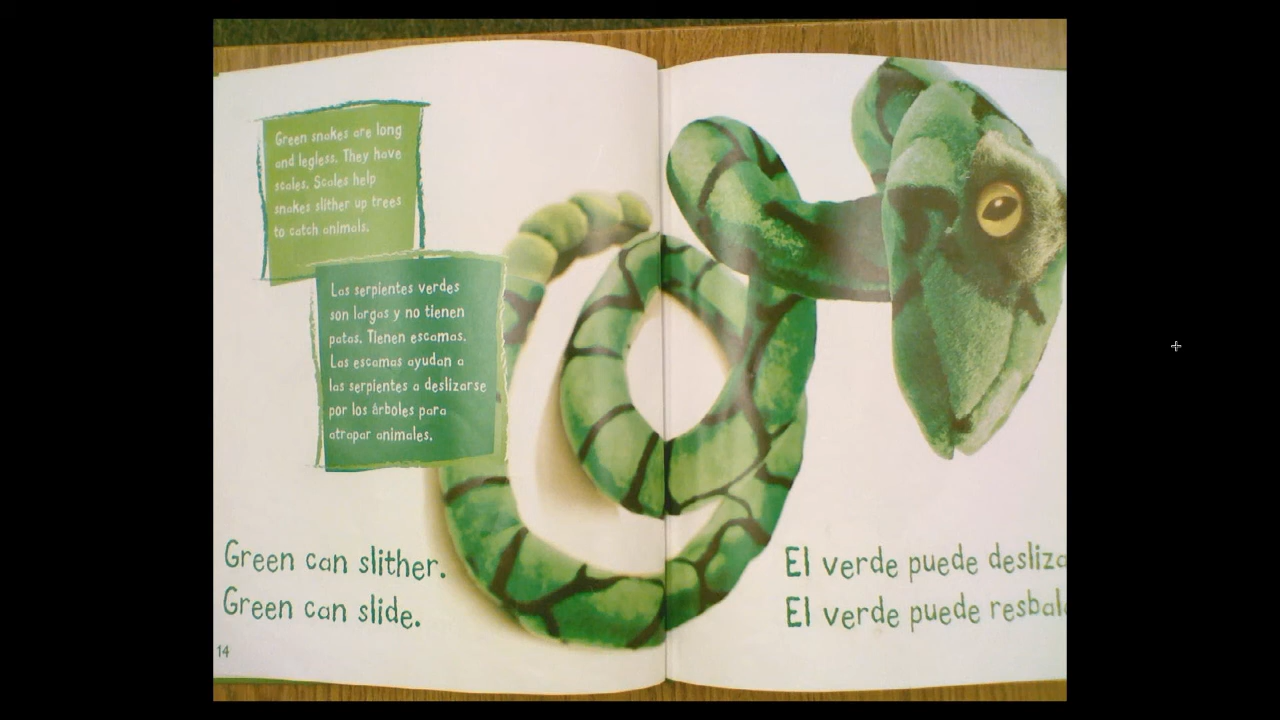 Green snakes are long
and legless. They have
scales. Scales help
snakes slither up trees
to catch animals.
Las serpientes verdes
son largas y no tienen
patas. Tienen escamas.
Las escamas ayudan a
las serpientes a deslizarse
por los árboles para
atrapar animales.
Green can slither.
Green can slide.
14
El verde puede
El verde puede